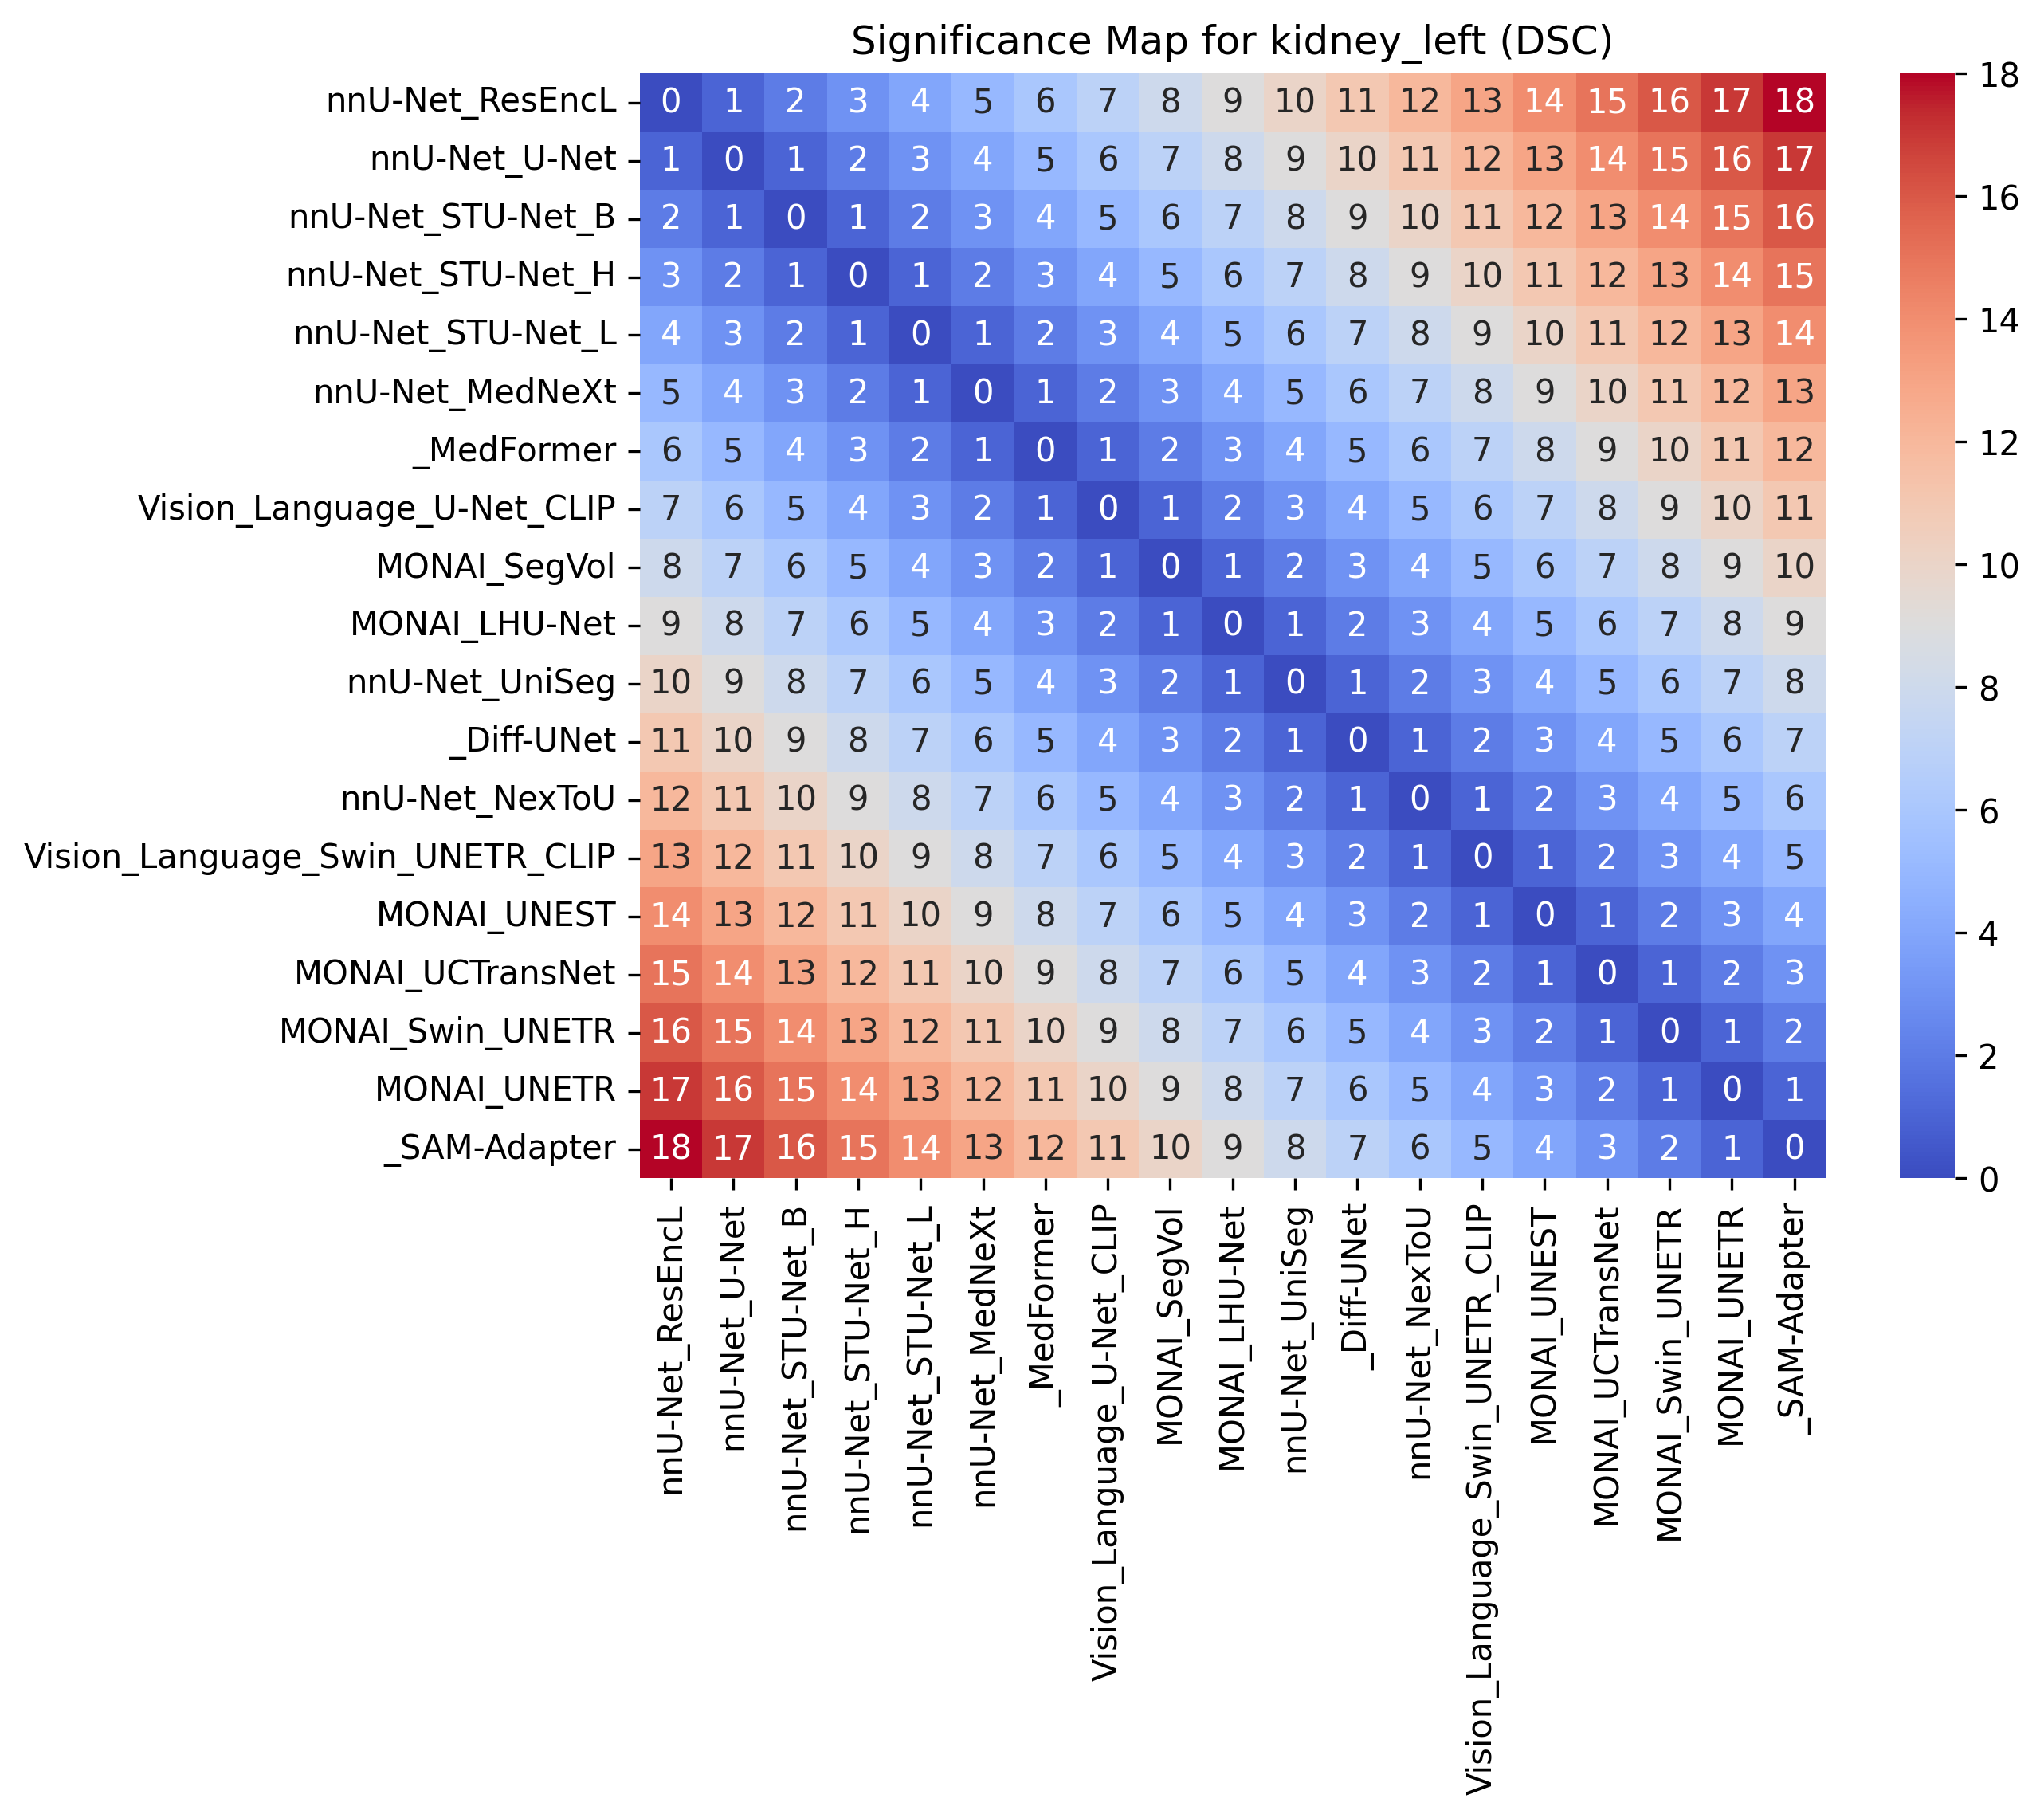 Significance Map for kidney_left (DSC)
nnU-Net_ResEncL 0 1 2 3 4 5 6 7 8 9 10 11 12 13 14 15 16 17 18
nnU-Net_U-Net 1 0 1 2 3 4 5 6 7 8 9 10 11 12 13 14 15 16 17
nnU-Net_STU-Net_B 2 1 0 1 2 3 4 5 6 7 8 9 10 11 12 13 14 15 16
nnU-Net_STU-Net_H 3 2 1 0 1 2 3 4 5 6 7 8 9 10 11 12 13 14 15
nnU-Net_STU-Net_L 4 3 2 1 0 1 2 3 4 5 6 7 8 9 10 11 12 13 14
nnU-Net_MedNeXt 5 4 3 2 1 0 1 2 3 4 5 6 7 8 9 10 11 12 13
_MedFormer 6 5 4 3 2 1 0 1 2 3 4 5 6 7 8 9 10 11 12
Vision_Language_U-Net_CLIP 7 6 5 4 3 2 1 0 1 2 3 4 5 6 7 8 9 10 11
MONAI_SegVol 8 7 6 5 4 3 2 1 0 1 2 3 4 5 6 7 8 9 10
MONAI_LHU-Net 9 8 7 6 5 4 3 2 1 0 1 2 3 4 5 6 7 8 9
nnU-Net_UniSeg 10 9 8 7 6 5 4 3 2 1 0 1 2 3 4 5 6 7 8
_Diff-UNet 11 10 9 8 7 6 5 4 3 2 1 0 1 2 3 4 5 6 7
nnU-Net_NexToU 12 11 10 9 8 7 6 5 4 3 2 1 0 1 2 3 4 5 6
Vision_Language_Swin_UNETR_CLIP 13 12 11 10 9 8 7 6 5 4 3 2 1 0 1 2 3 4 5
MONAI_UNEST 14 13 12 11 10 9 8 7 6 5 4 3 2 1 0 1 2 3 4
MONAI_UCTransNet 15 14 13 12 11 10 9 8 7 6 5 4 3 2 1 0 1 2 3
MONAI_Swin_UNETR 16 15 14 13 12 11 10 9 8 7 6 5 4 3 2 1 0 1 2
MONAI_UNETR 17 16 15 14 13 12 11 10 9 8 7 6 5 4 3 2 1 0 1
_SAM-Adapter 18 17 16 15 14 13 12 11 10 9 8 7 6 5 4 3 2 1 0
nnU-Net_ResEncL
nnU-Net_U-Net
nnU-Net_STU-Net_B
nnU-Net_STU-Net_H
nnU-Net_STU-Net_L
nnU-Net_MedNeXt
_MedFormer
Vision_Language_U-Net_CLIP
MONAI_SegVol
MONAI_LHU-Net
nnU-Net_UniSeg
_Diff-UNet
nnU-Net_NexToU
Vision_Language_Swin_UNETR_CLIP
MONAI_UNEST
MONAI_UCTransNet
MONAI_Swin_UNETR
MONAI_UNETR
_SAM-Adapter
18
16
14
12
10
8
6
4
2
0